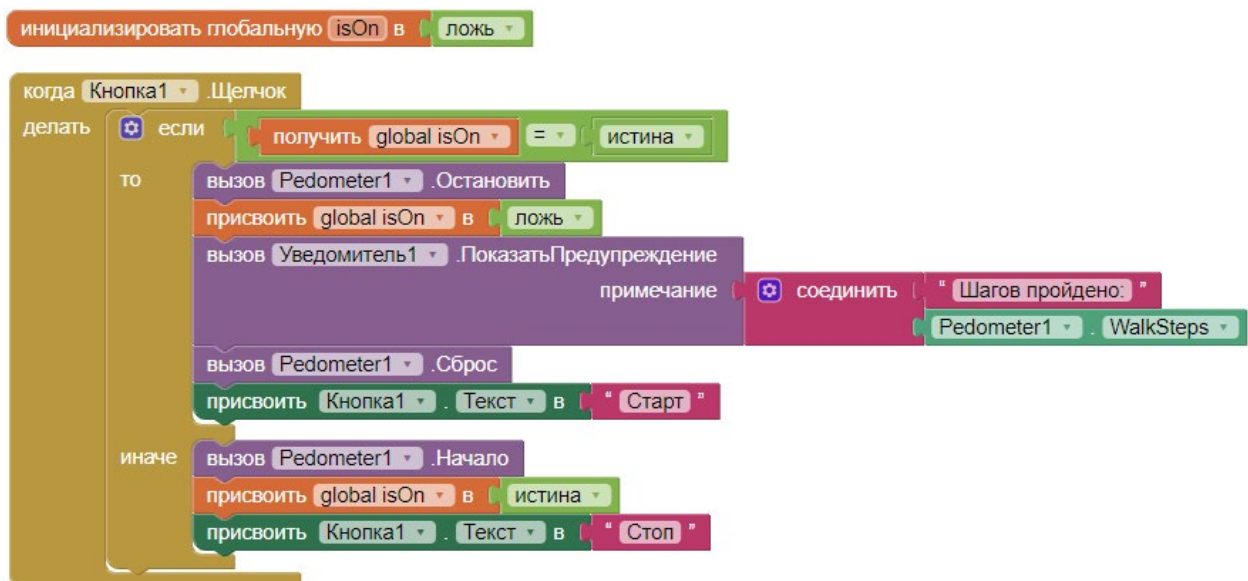 инициализировать глобальную isOn в ложь
когда Кнопка1 .Щелчок
делать если получить global isOn = истина
то вызов Pedometer1 .Остановить
присвоить global isOn в ложь
вызов Уведомитель1 .ПоказатьПредупреждение
примечание соединить " Шагов пройдено: "
Pedometer1 . WalkSteps
вызов Pedometer1 .Сброс
присвоить Кнопка1 . Текст в " Старт "
иначе вызов Pedometer1 .Начало
присвоить global isOn в истина
присвоить Кнопка1 . Текст в " Стоп "